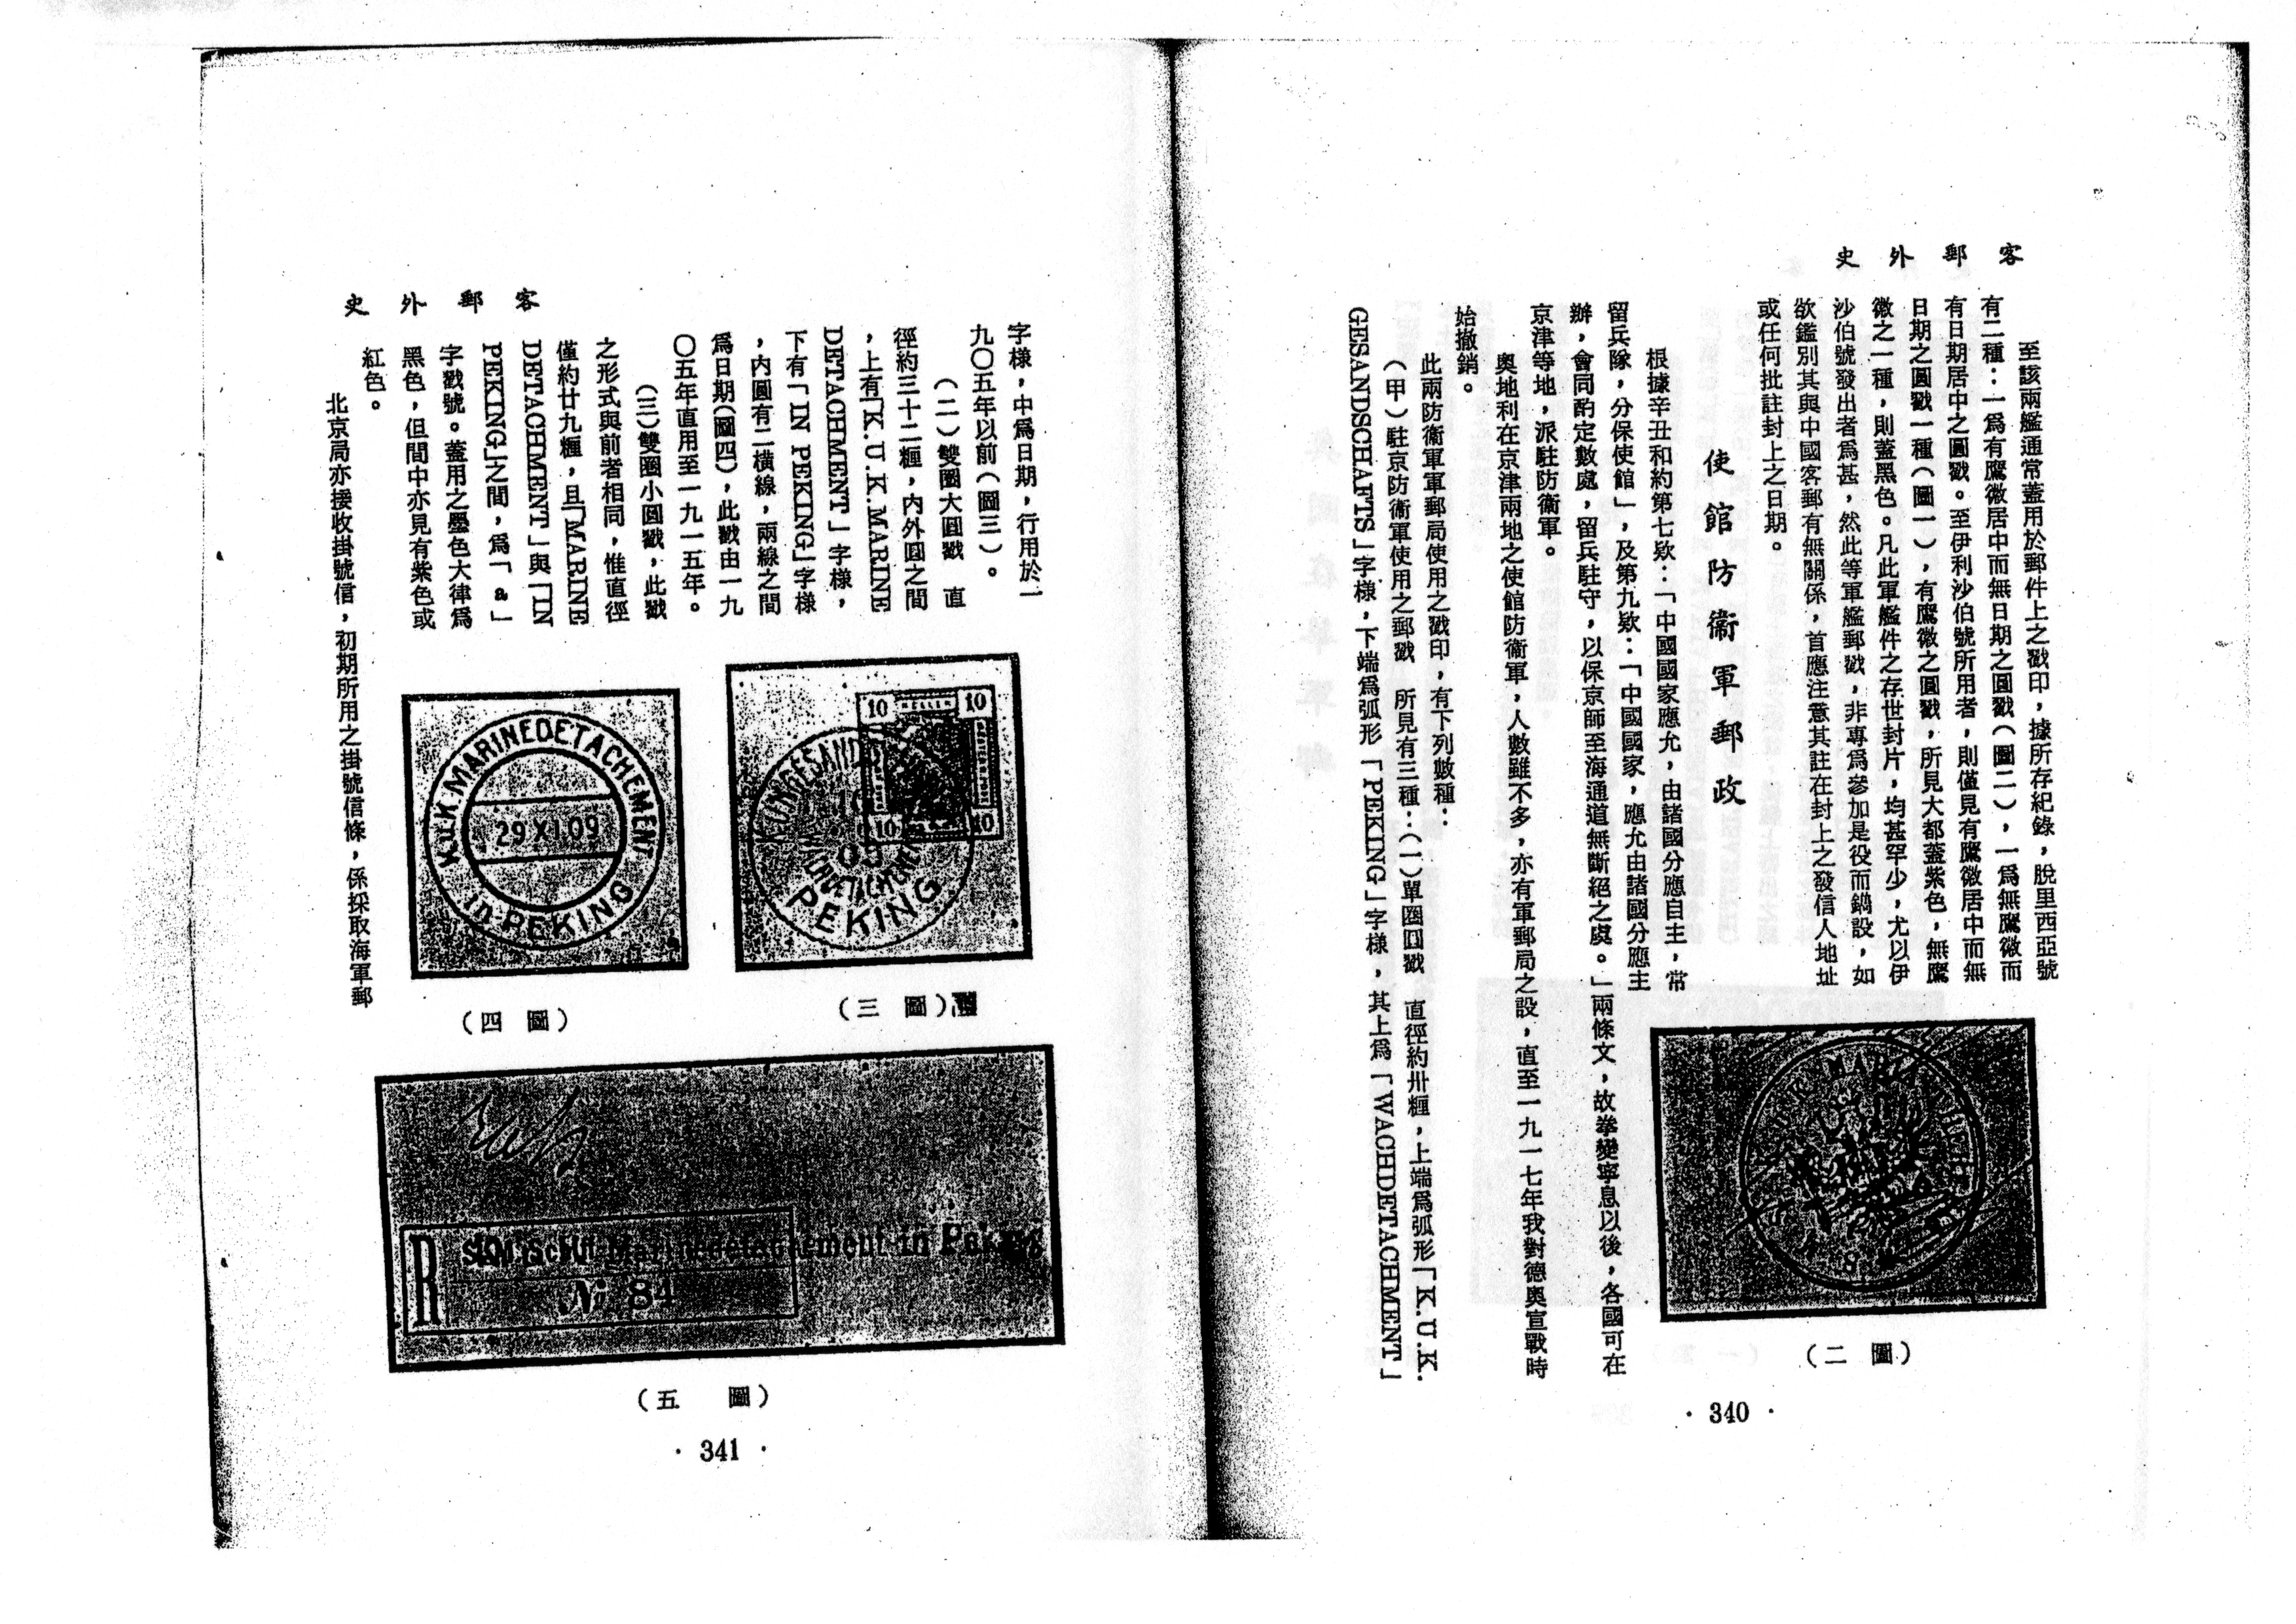 客郵外史
至該兩艦通常蓋用於郵件上之戳印，據所存紀錄，脫里西亞號
有二種：一爲有鷹徽居中而無日期之圓戳（圖二），一爲無鷹徽而
有日期居中之圓戳。至伊利沙伯號所用者，則僅見有鷹徽居中而無
日期之圓戳一種（圖一），有鷹徽之圓戳，所見大都蓋紫色，無鷹
徽之一種，則蓋黑色。凡此軍艦件之存世封片，均甚罕少，尤以伊
沙伯號發出者爲甚，然此等軍艦郵戳，非專爲參加是役而鐫設，如
欲鑑別其與中國客郵有無關係，首應注意其註在封上之發信人地址
或任何批註封上之日期。
（圖二）
使館防衞軍郵政
根據辛丑和約第七欵：「中國國家應允，由諸國分應自主，常
留兵隊，分保使館」，及第九欵：「中國國家，應允由諸國分應主
辦，會同酌定數處，留兵駐守，以保京師至海通道無斷絕之處。」兩條文，故拳變寧息以後，各國可在
京津等地，派駐防衞軍。
奧地利在京津兩地之使館防衞軍，人數雖不多，亦有軍郵局之設，直至一九一七年我對德奧宣戰時
始撤銷。
此兩防衞軍軍郵局使用之戳印，有下列數種：
（甲）駐京防衞軍使用之郵戳　所見有三種：（一）單圈圓戳　直徑約卅糎，上端爲弧形「K.U.K.
GESANDSCHAFTS」字樣，下端爲弧形「PEKING」字樣，其上爲「WACHDETACHMENT」
· 340 ·
客郵外史
字樣，中爲日期，行用於一
九〇五年以前（圖三）。
（二）雙圈大圓戳　直
徑約三十二糎，內外圓之間
，上有「K.U.K.MARINE
DETACHMENT」字樣，
下有「IN PEKING」字樣
，內圓有二橫線，兩線之間
爲日期（圖四），此戳由一九
〇五年直用至一九一五年。
（三）雙圈小圓戳，此戳
之形式與前者相同，惟直徑
僅約廿九糎，且「MARINE
DETACHMENT」與「IN
PEKING」之間，爲「a」
字戳號。蓋用之墨色大律爲
黑色，但間中亦見有紫色或
紅色。
北京局亦接收掛號信，初期所用之掛號信條，係採取海軍郵
10 HELLER 10
10 10
PEKING
（圖三）
K.u.K. MARINEDETACHEMENT
29 XI 09
in PEKING
（圖四）
R
Marinedetachement in Peking
No 84
（圖五）
· 341 ·